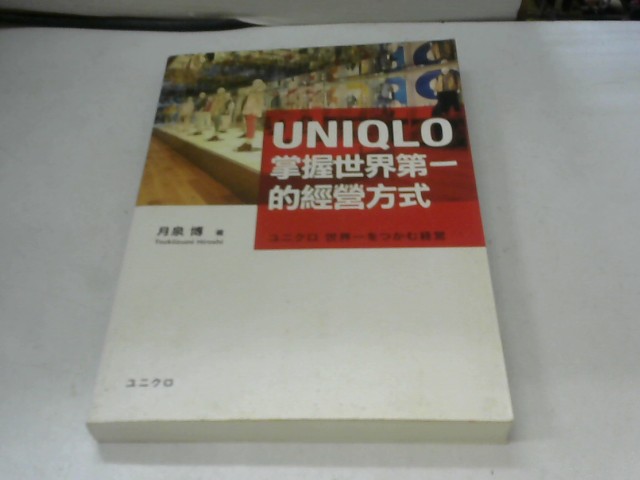 UNIQLO
掌握世界第一
的經營方式
ユニクロ 世界一をつかむ経営
月泉 博 著
Tsukiizumi Hiroshi
ユニクロ